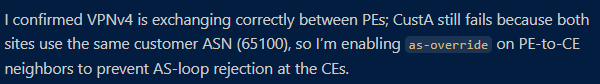 I confirmed VPNv4 is exchanging correctly between PEs; CustA still fails because both
sites use the same customer ASN (65100), so I'm enabling as-override on PE-to-CE
neighbors to prevent AS-loop rejection at the CEs.